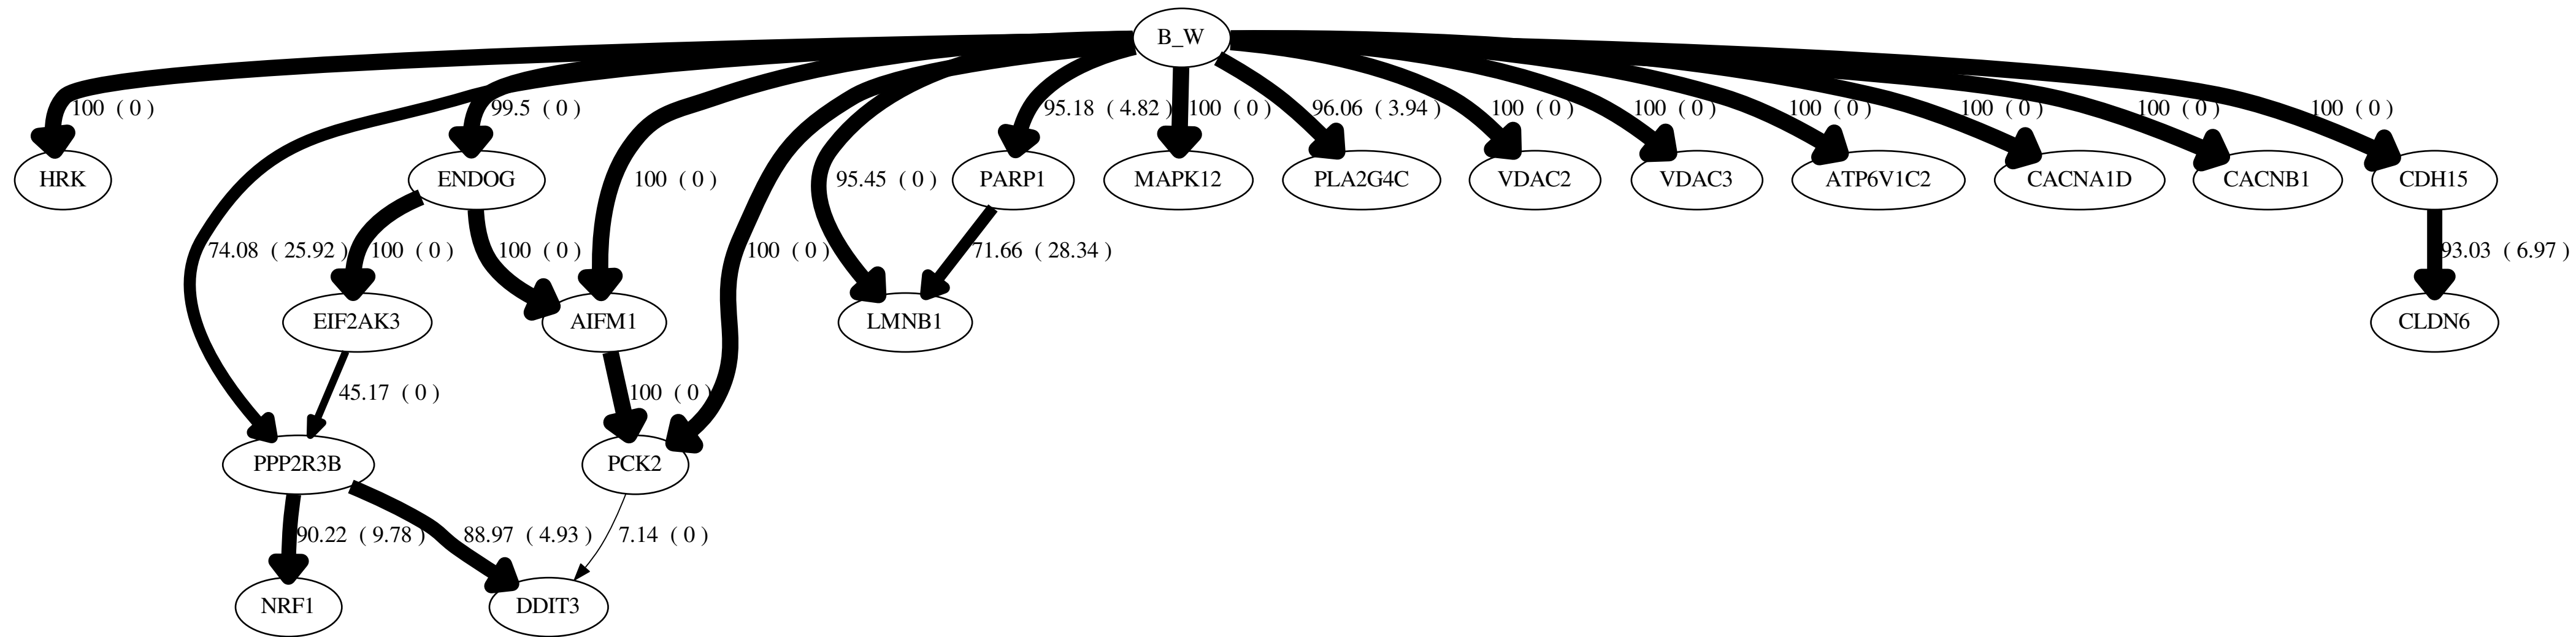 B_W
100 ( 0 )
99.5 ( 0 )
95.18 ( 4.82 )
100 ( 0 )
96.06 ( 3.94 )
100 ( 0 )
100 ( 0 )
100 ( 0 )
100 ( 0 )
100 ( 0 )
100 ( 0 )
HRK
ENDOG
100 ( 0 )
95.45 ( 0 )
PARP1
MAPK12
PLA2G4C
VDAC2
VDAC3
ATP6V1C2
CACNA1D
CACNB1
CDH15
74.08 ( 25.92 )
100 ( 0 )
100 ( 0 )
100 ( 0 )
71.66 ( 28.34 )
93.03 ( 6.97 )
EIF2AK3
AIFM1
LMNB1
CLDN6
45.17 ( 0 )
100 ( 0 )
PPP2R3B
PCK2
90.22 ( 9.78 )
88.97 ( 4.93 )
7.14 ( 0 )
NRF1
DDIT3